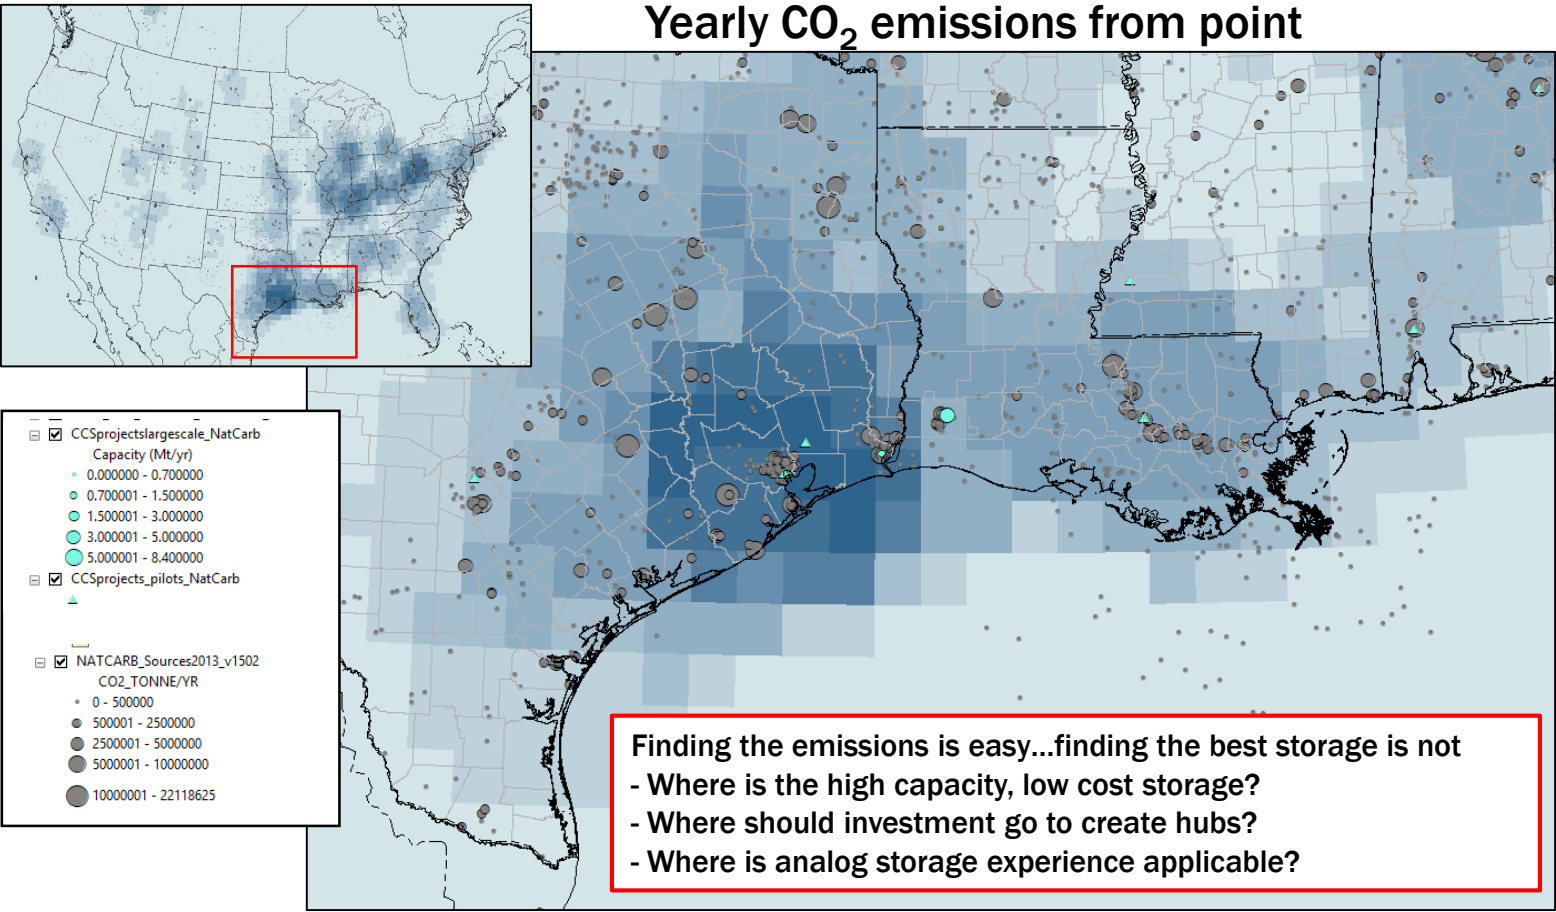 Yearly CO₂ emissions from point
CCSprojectslargescale_NatCarb
Capacity (Mt/yr)
0.000000 - 0.700000
0.700001 - 1.500000
1.500001 - 3.000000
3.000001 - 5.000000
5.000001 - 8.400000
CCSprojects_pilots_NatCarb
NATCARB_Sources2013_v1502
CO2_TONNE/YR
0 - 500000
500001 - 2500000
2500001 - 5000000
5000001 - 10000000
10000001 - 22118625
Finding the emissions is easy...finding the best storage is not
- Where is the high capacity, low cost storage?
- Where should investment go to create hubs?
- Where is analog storage experience applicable?